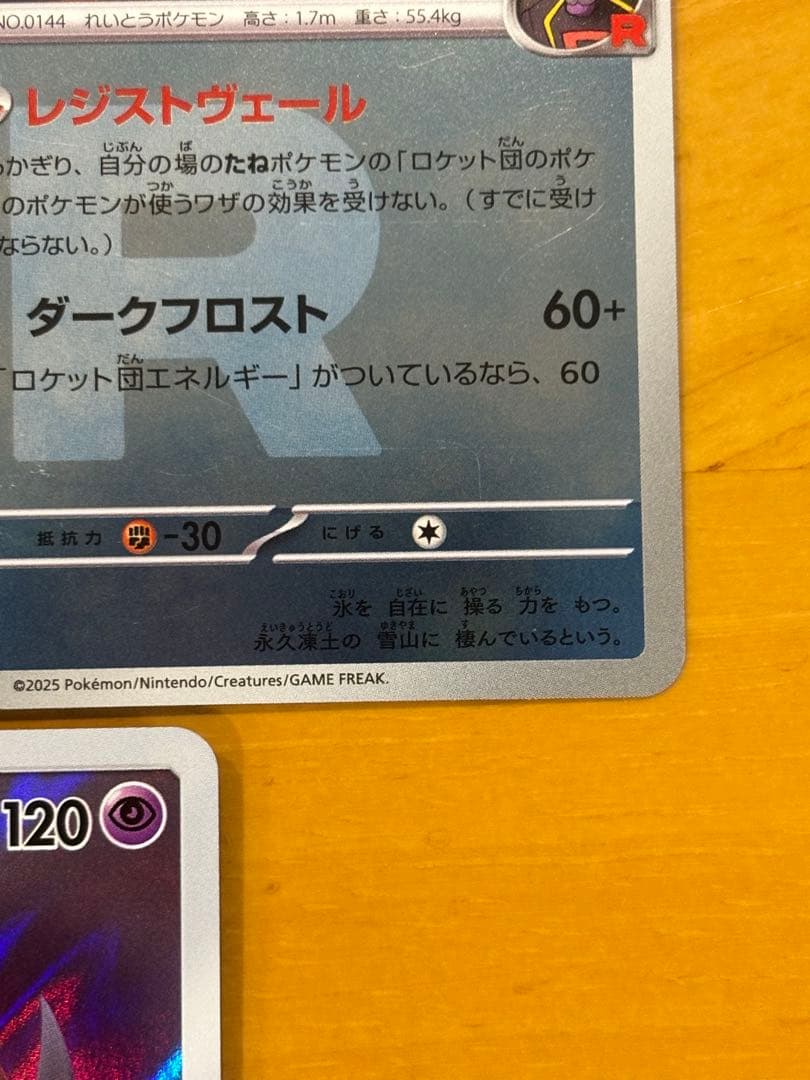 NO.0144 れいとうポケモン 高さ:1.7m 重さ:55.4kg
R
レジストヴェール
かぎり、自分の場のたねポケモンの「ロケット団のポケ
のポケモンが使うワザの効果を受けない。(すでに受け
ならない。)
ダークフロスト 60+
「ロケット団エネルギー」がついているなら、60
R
抵抗力 -30 にげる
氷を 自在に 操る 力を もつ。
永久凍土の 雪山に 棲んでいるという。
©2025 Pokémon/Nintendo/Creatures/GAME FREAK.
120